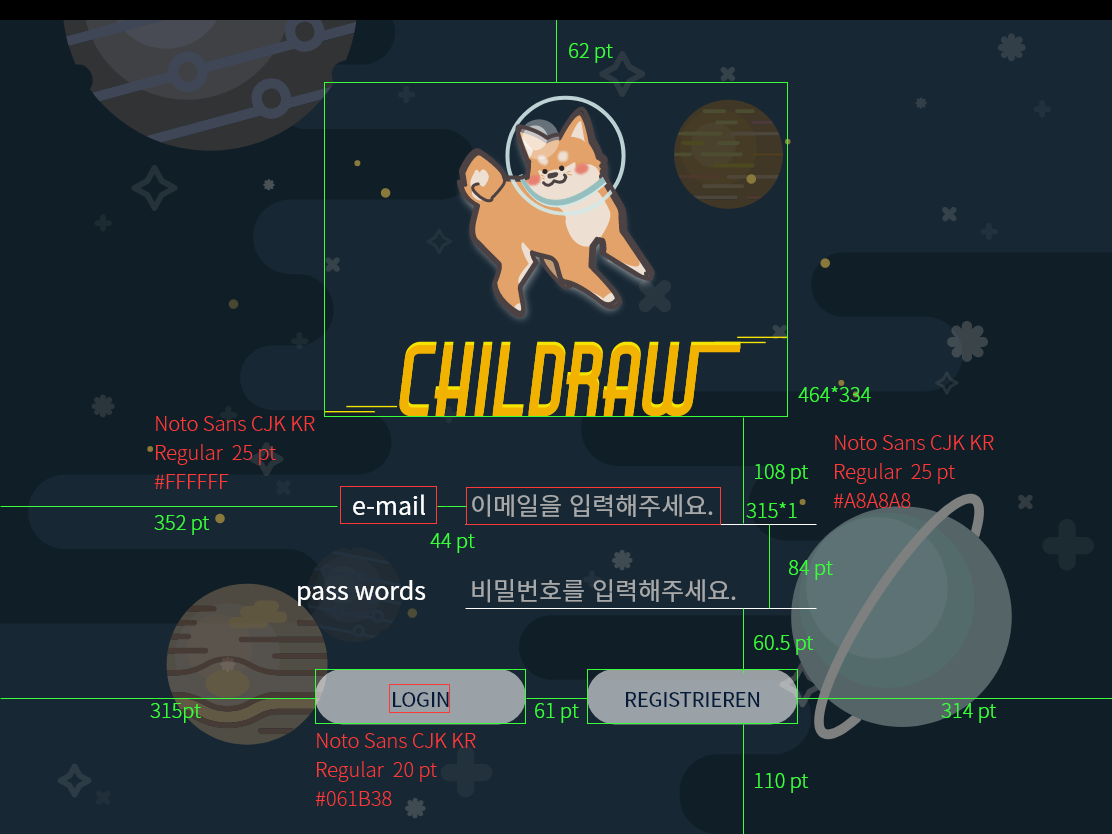 62 pt
CHILDRAW
464*334
Noto Sans CJK KR
Regular 25 pt
#FFFFFF
352 pt
Noto Sans CJK KR
Regular 25 pt
#A8A8A8
108 pt
e-mail
이메일을 입력해주세요.
315*1
44 pt
84 pt
pass words
비밀번호를 입력해주세요.
60.5 pt
LOGIN
REGISTRIEREN
315pt
61 pt
314 pt
Noto Sans CJK KR
Regular 20 pt
#061B38
110 pt